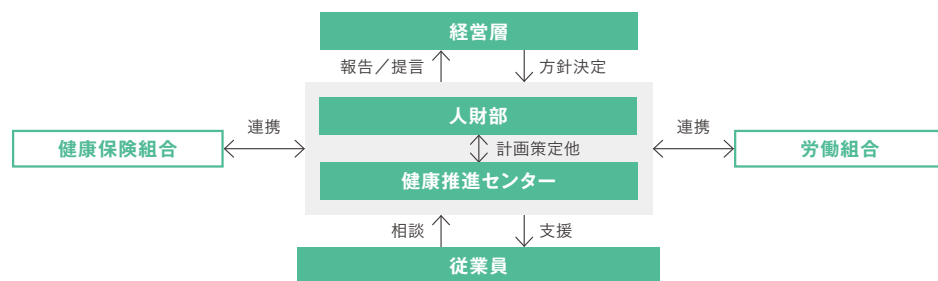 経営層
報告／提言
方針決定
人財部
連携
連携
健康保険組合
計画策定他
労働組合
健康推進センター
相談
支援
従業員